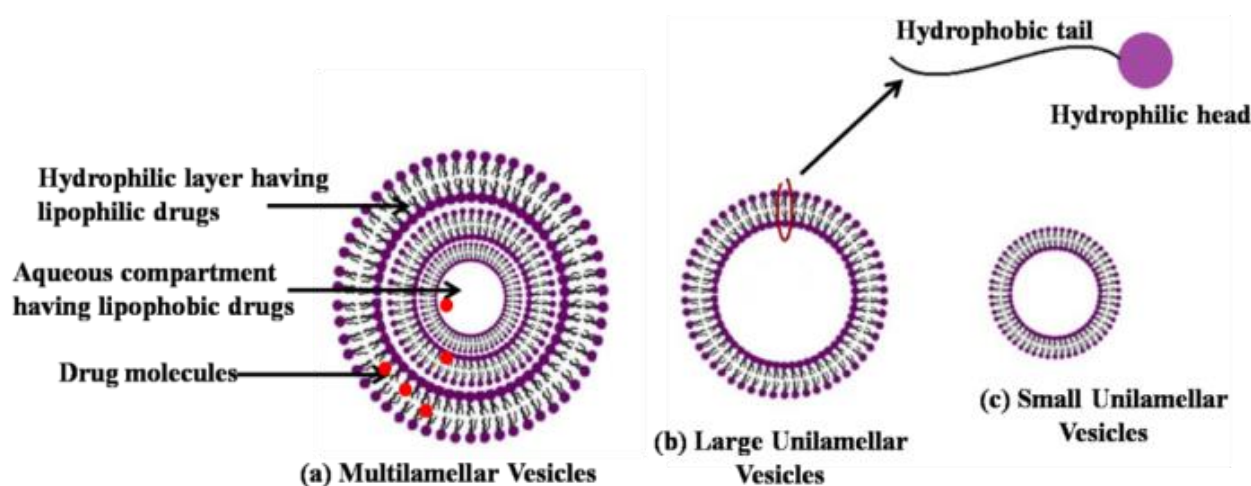 Hydrophobic tail
Hydrophilic head
Hydrophilic layer having
lipophilic drugs
Aqueous compartment
having lipophobic drugs
Drug molecules
(a) Multilamellar Vesicles
(b) Large Unilamellar
Vesicles
(c) Small Unilamellar
Vesicles